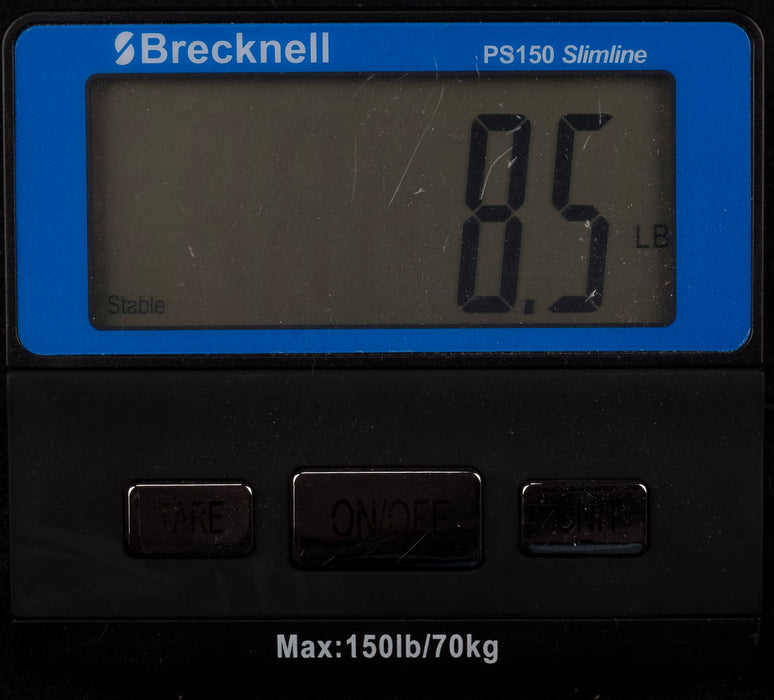 Brecknell
PS150 Slimline
8.5
LB
Stable
TARE ON/OFF UNIT
Max:150lb/70kg